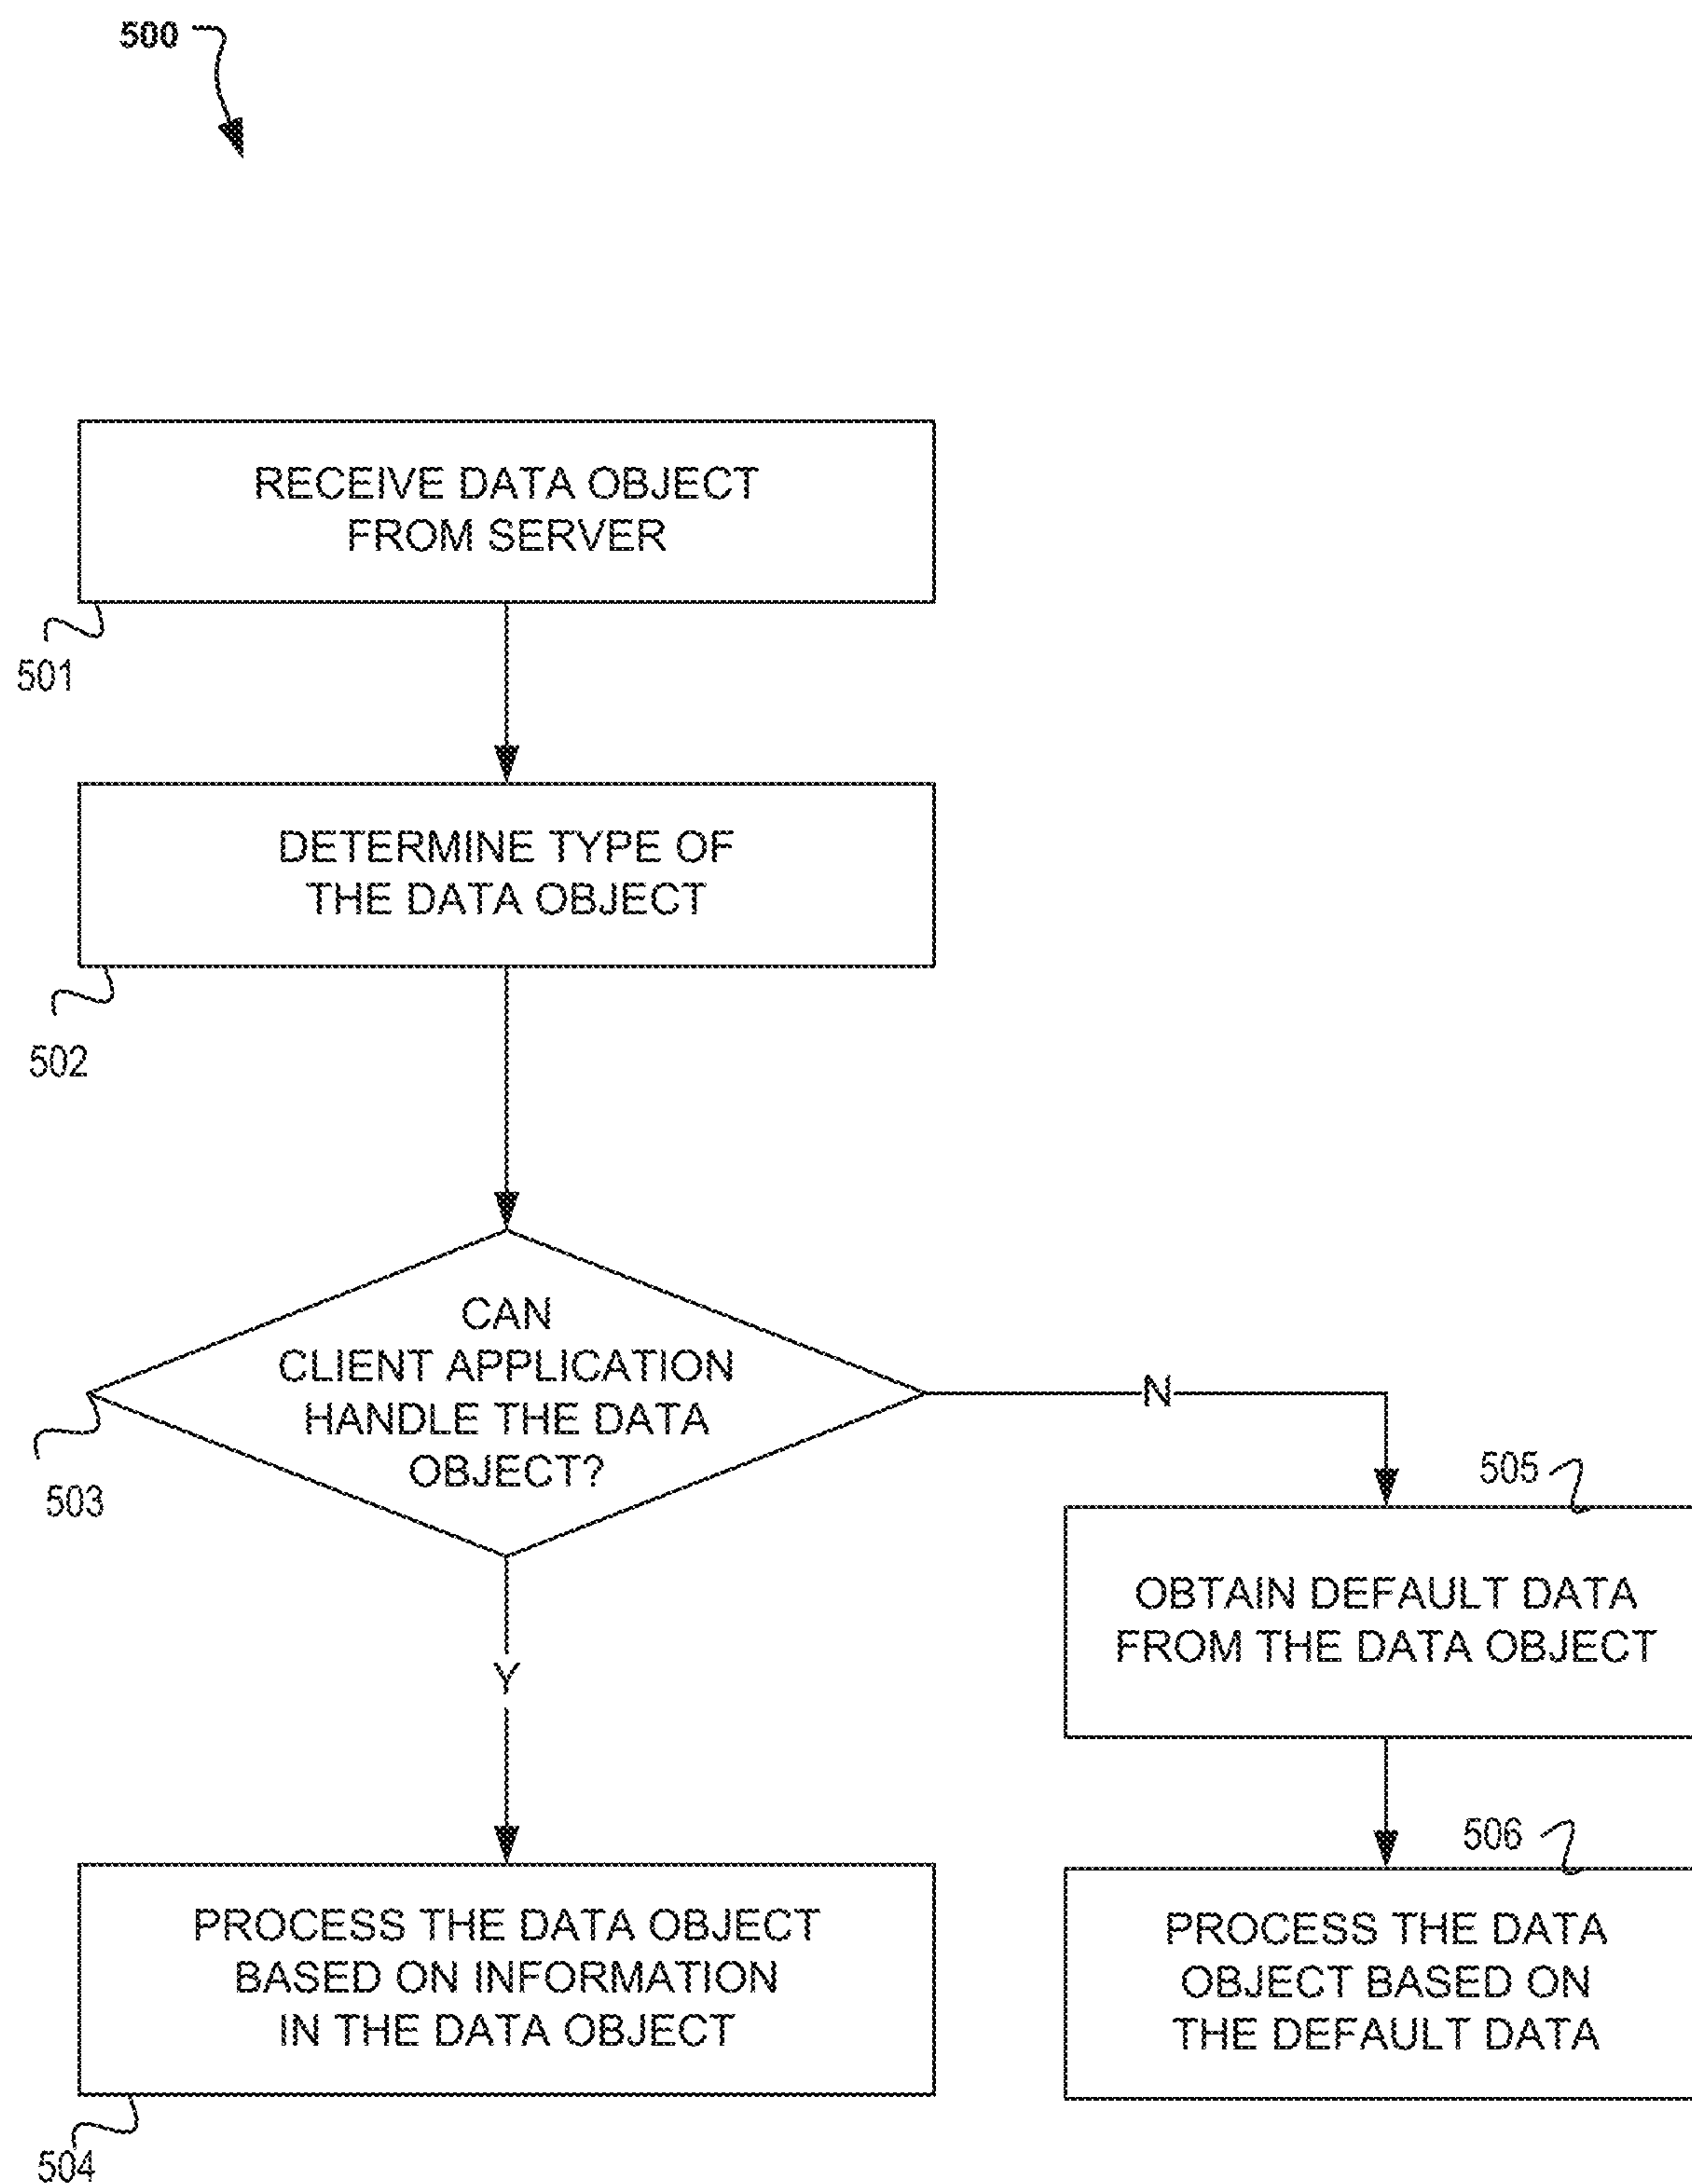 500
RECEIVE DATA OBJECT
FROM SERVER
501
DETERMINE TYPE OF
THE DATA OBJECT
502
CAN
CLIENT APPLICATION
HANDLE THE DATA
OBJECT?
503
N
Y
505
OBTAIN DEFAULT DATA
FROM THE DATA OBJECT
506
PROCESS THE DATA
OBJECT BASED ON
THE DEFAULT DATA
PROCESS THE DATA OBJECT
BASED ON INFORMATION
IN THE DATA OBJECT
504